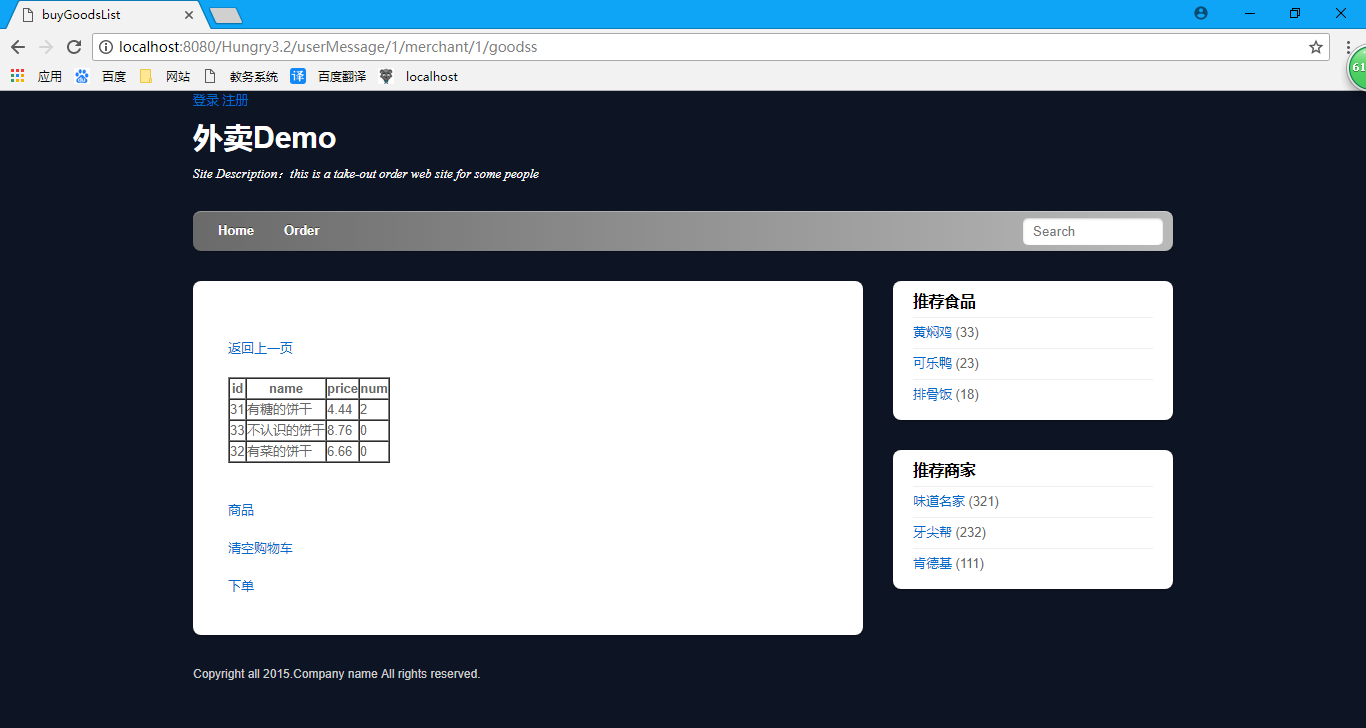 buyGoodsList
localhost:8080/Hungry3.2/userMessage/1/merchant/1/goodss
应用 百度 网站 教务系统 译 百度翻译 localhost
61
登录 注册
外卖Demo
Site Description：this is a take-out order web site for some people
Home Order Search
返回上一页
id name price num
31 有糖的饼干 4.44 2
33 不认识的饼干 8.76 0
32 有菜的饼干 6.66 0
商品
清空购物车
下单
推荐食品
黄焖鸡 (33)
可乐鸭 (23)
排骨饭 (18)
推荐商家
味道名家 (321)
牙尖帮 (232)
肯德基 (111)
Copyright all 2015.Company name All rights reserved.